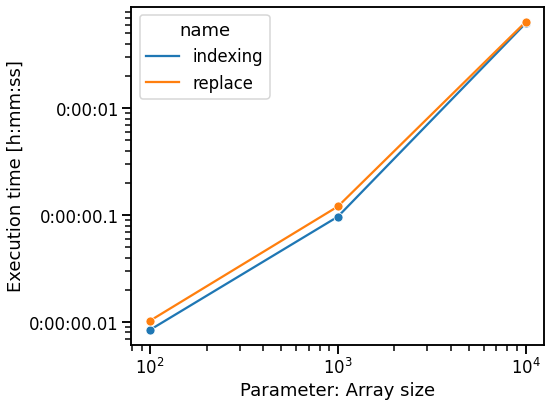 name
indexing
replace
Execution time [h:mm:ss]
0:00:01
0:00:00.1
0:00:00.01
10²
10³
10⁴
Parameter: Array size